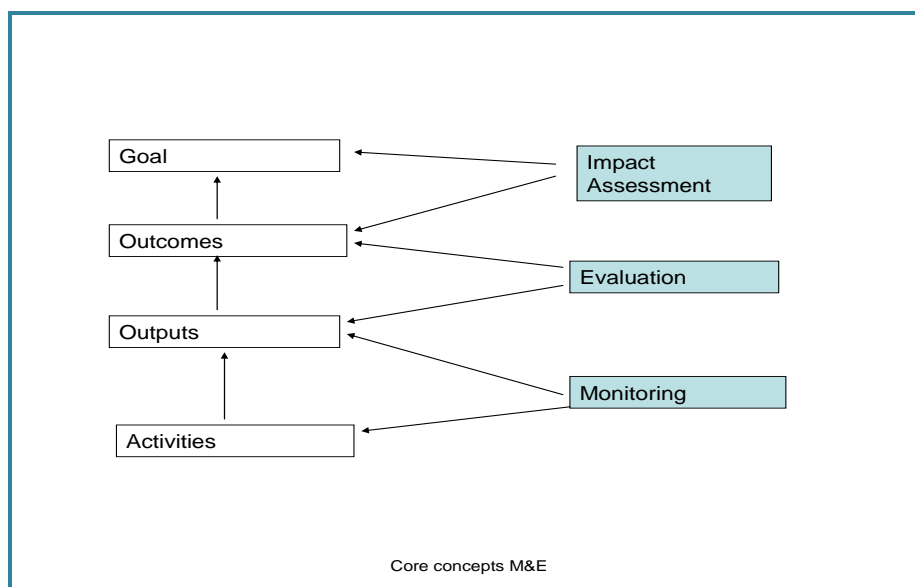 Goal
Impact
Assessment
Outcomes
Evaluation
Outputs
Monitoring
Activities
Core concepts M&E